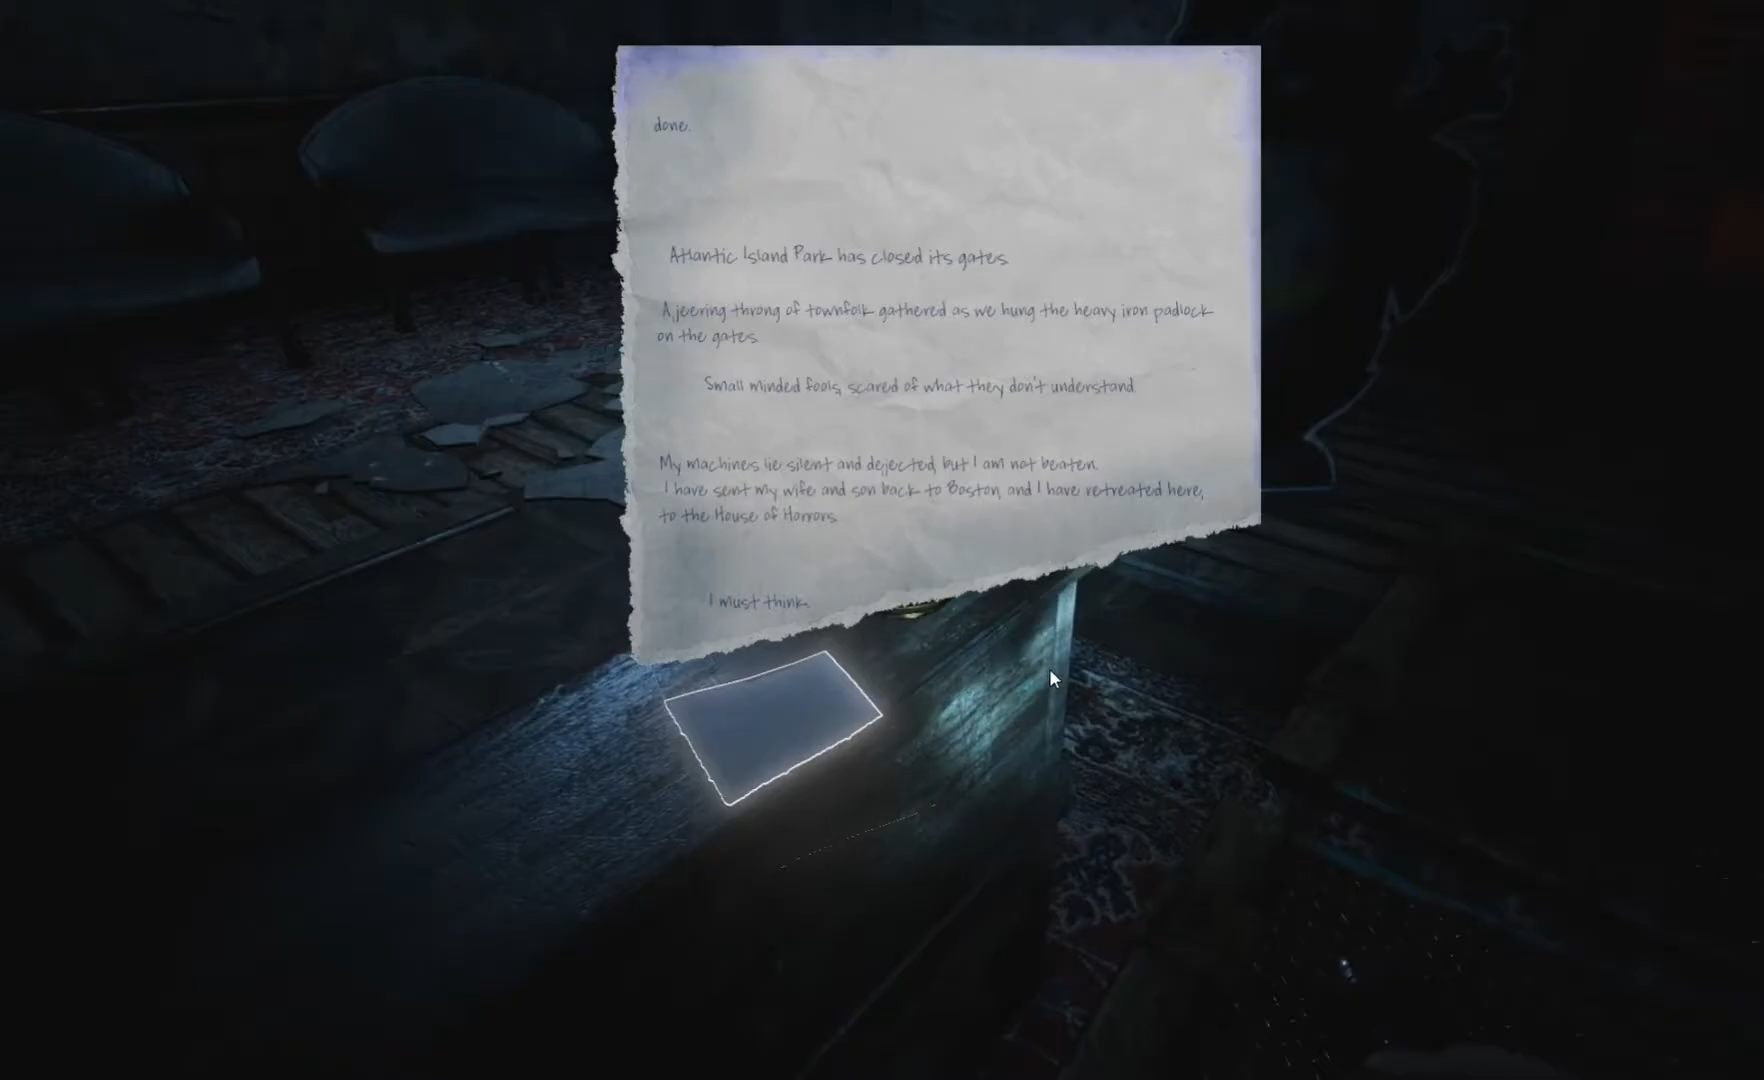 done.
Atlantic Island Park has closed its gates.
A jeering throng of townfolk gathered as we hung the heavy iron padlock
on the gates.
Small minded fools, scared of what they don't understand.
My machines lie silent and dejected, but I am not beaten.
I have sent my wife and son back to Boston, and I have retreated here,
to the House of Horrors.
I must think.